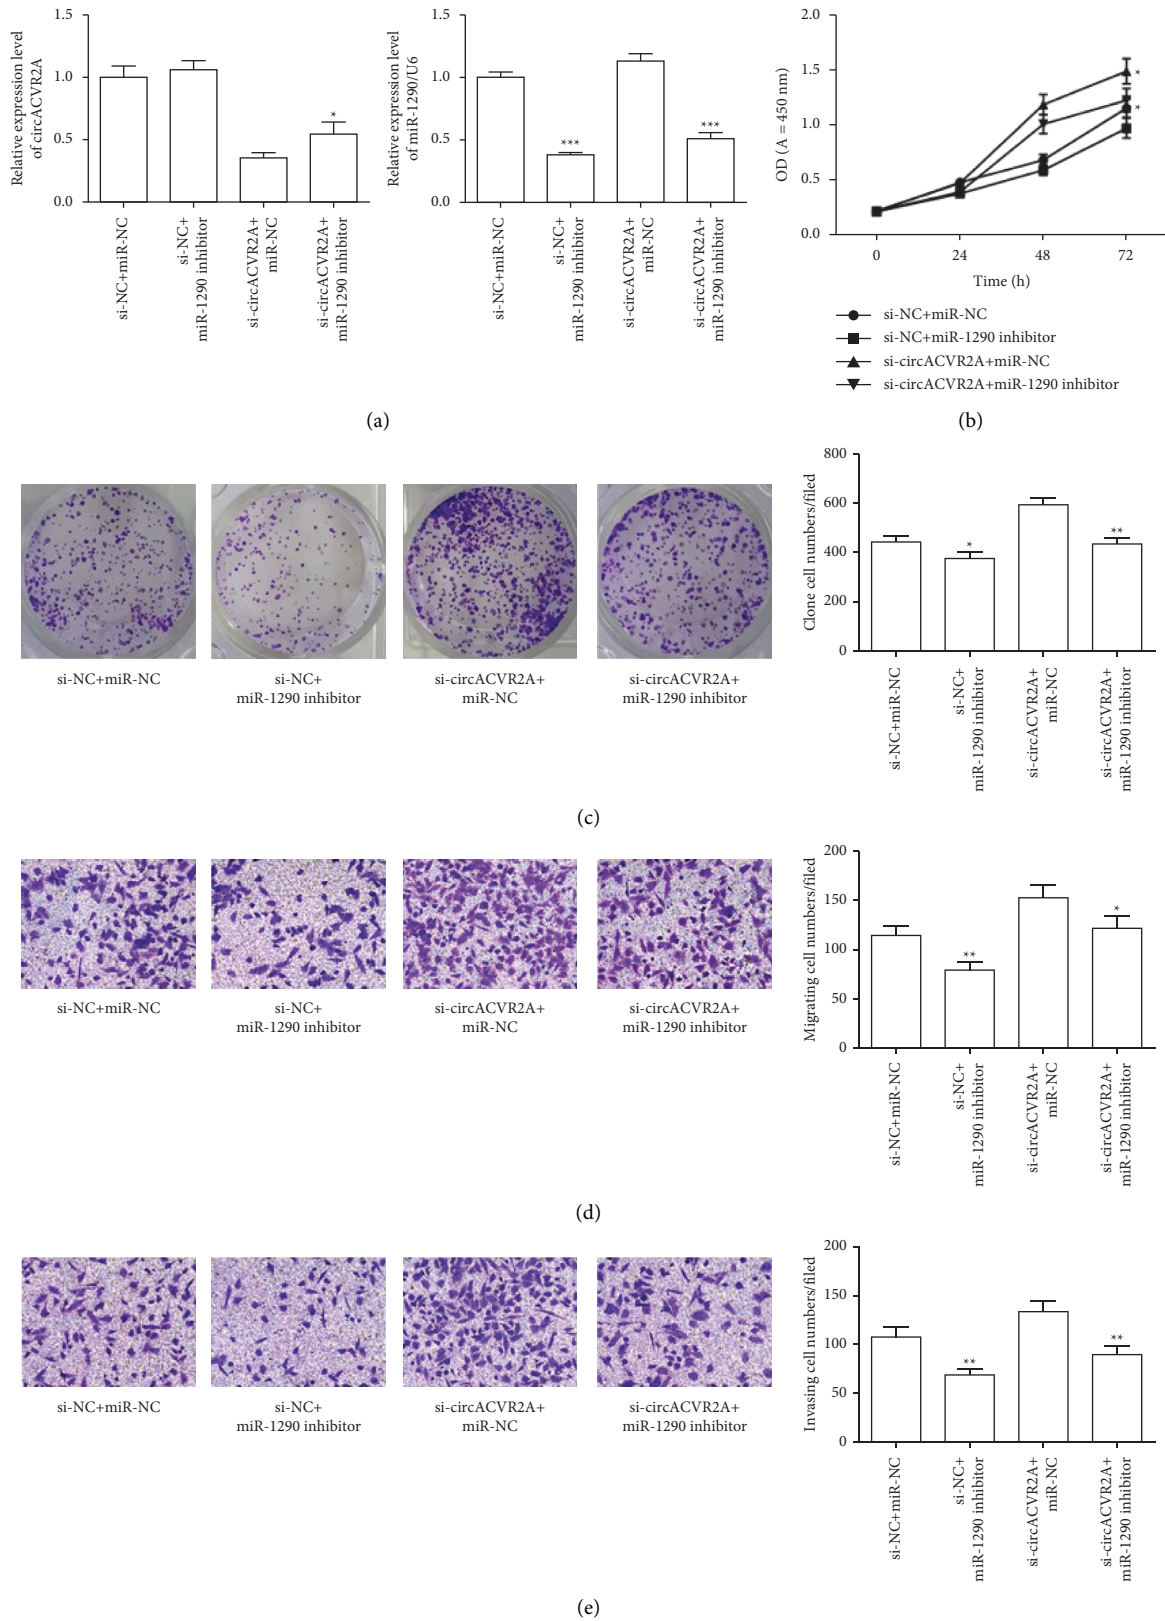 1.5
1.0
0.5
0.0
Relative expression level
of circACVR2A
*
si-NC+miR-NC
si-NC+
miR-1290 inhibitor
si-circACVR2A+
miR-NC
si-circACVR2A+
miR-1290 inhibitor
1.5
1.0
0.5
0.0
Relative expression level
of miR-1290/U6
***
***
si-NC+miR-NC
si-NC+
miR-1290 inhibitor
si-circACVR2A+
miR-NC
si-circACVR2A+
miR-1290 inhibitor
(a)
2.0
1.5
1.0
0.5
0.0
OD (A = 450 nm)
*
*
0 24 48 72
Time (h)
si-NC+miR-NC
si-NC+miR-1290 inhibitor
si-circACVR2A+miR-NC
si-circACVR2A+miR-1290 inhibitor
(b)
si-NC+miR-NC
si-NC+
miR-1290 inhibitor
si-circACVR2A+
miR-NC
si-circACVR2A+
miR-1290 inhibitor
800
600
400
200
0
Clone cell numbers/filed
*
**
si-NC+miR-NC
si-NC+
miR-1290 inhibitor
si-circACVR2A+
miR-NC
si-circACVR2A+
miR-1290 inhibitor
(c)
si-NC+miR-NC
si-NC+
miR-1290 inhibitor
si-circACVR2A+
miR-NC
si-circACVR2A+
miR-1290 inhibitor
200
150
100
50
0
Migrating cell numbers/filed
**
*
si-NC+miR-NC
si-NC+
miR-1290 inhibitor
si-circACVR2A+
miR-NC
si-circACVR2A+
miR-1290 inhibitor
(d)
si-NC+miR-NC
si-NC+
miR-1290 inhibitor
si-circACVR2A+
miR-NC
si-circACVR2A+
miR-1290 inhibitor
200
150
100
50
0
Invasing cell numbers/filed
**
**
si-NC+miR-NC
si-NC+
miR-1290 inhibitor
si-circACVR2A+
miR-NC
si-circACVR2A+
miR-1290 inhibitor
(e)